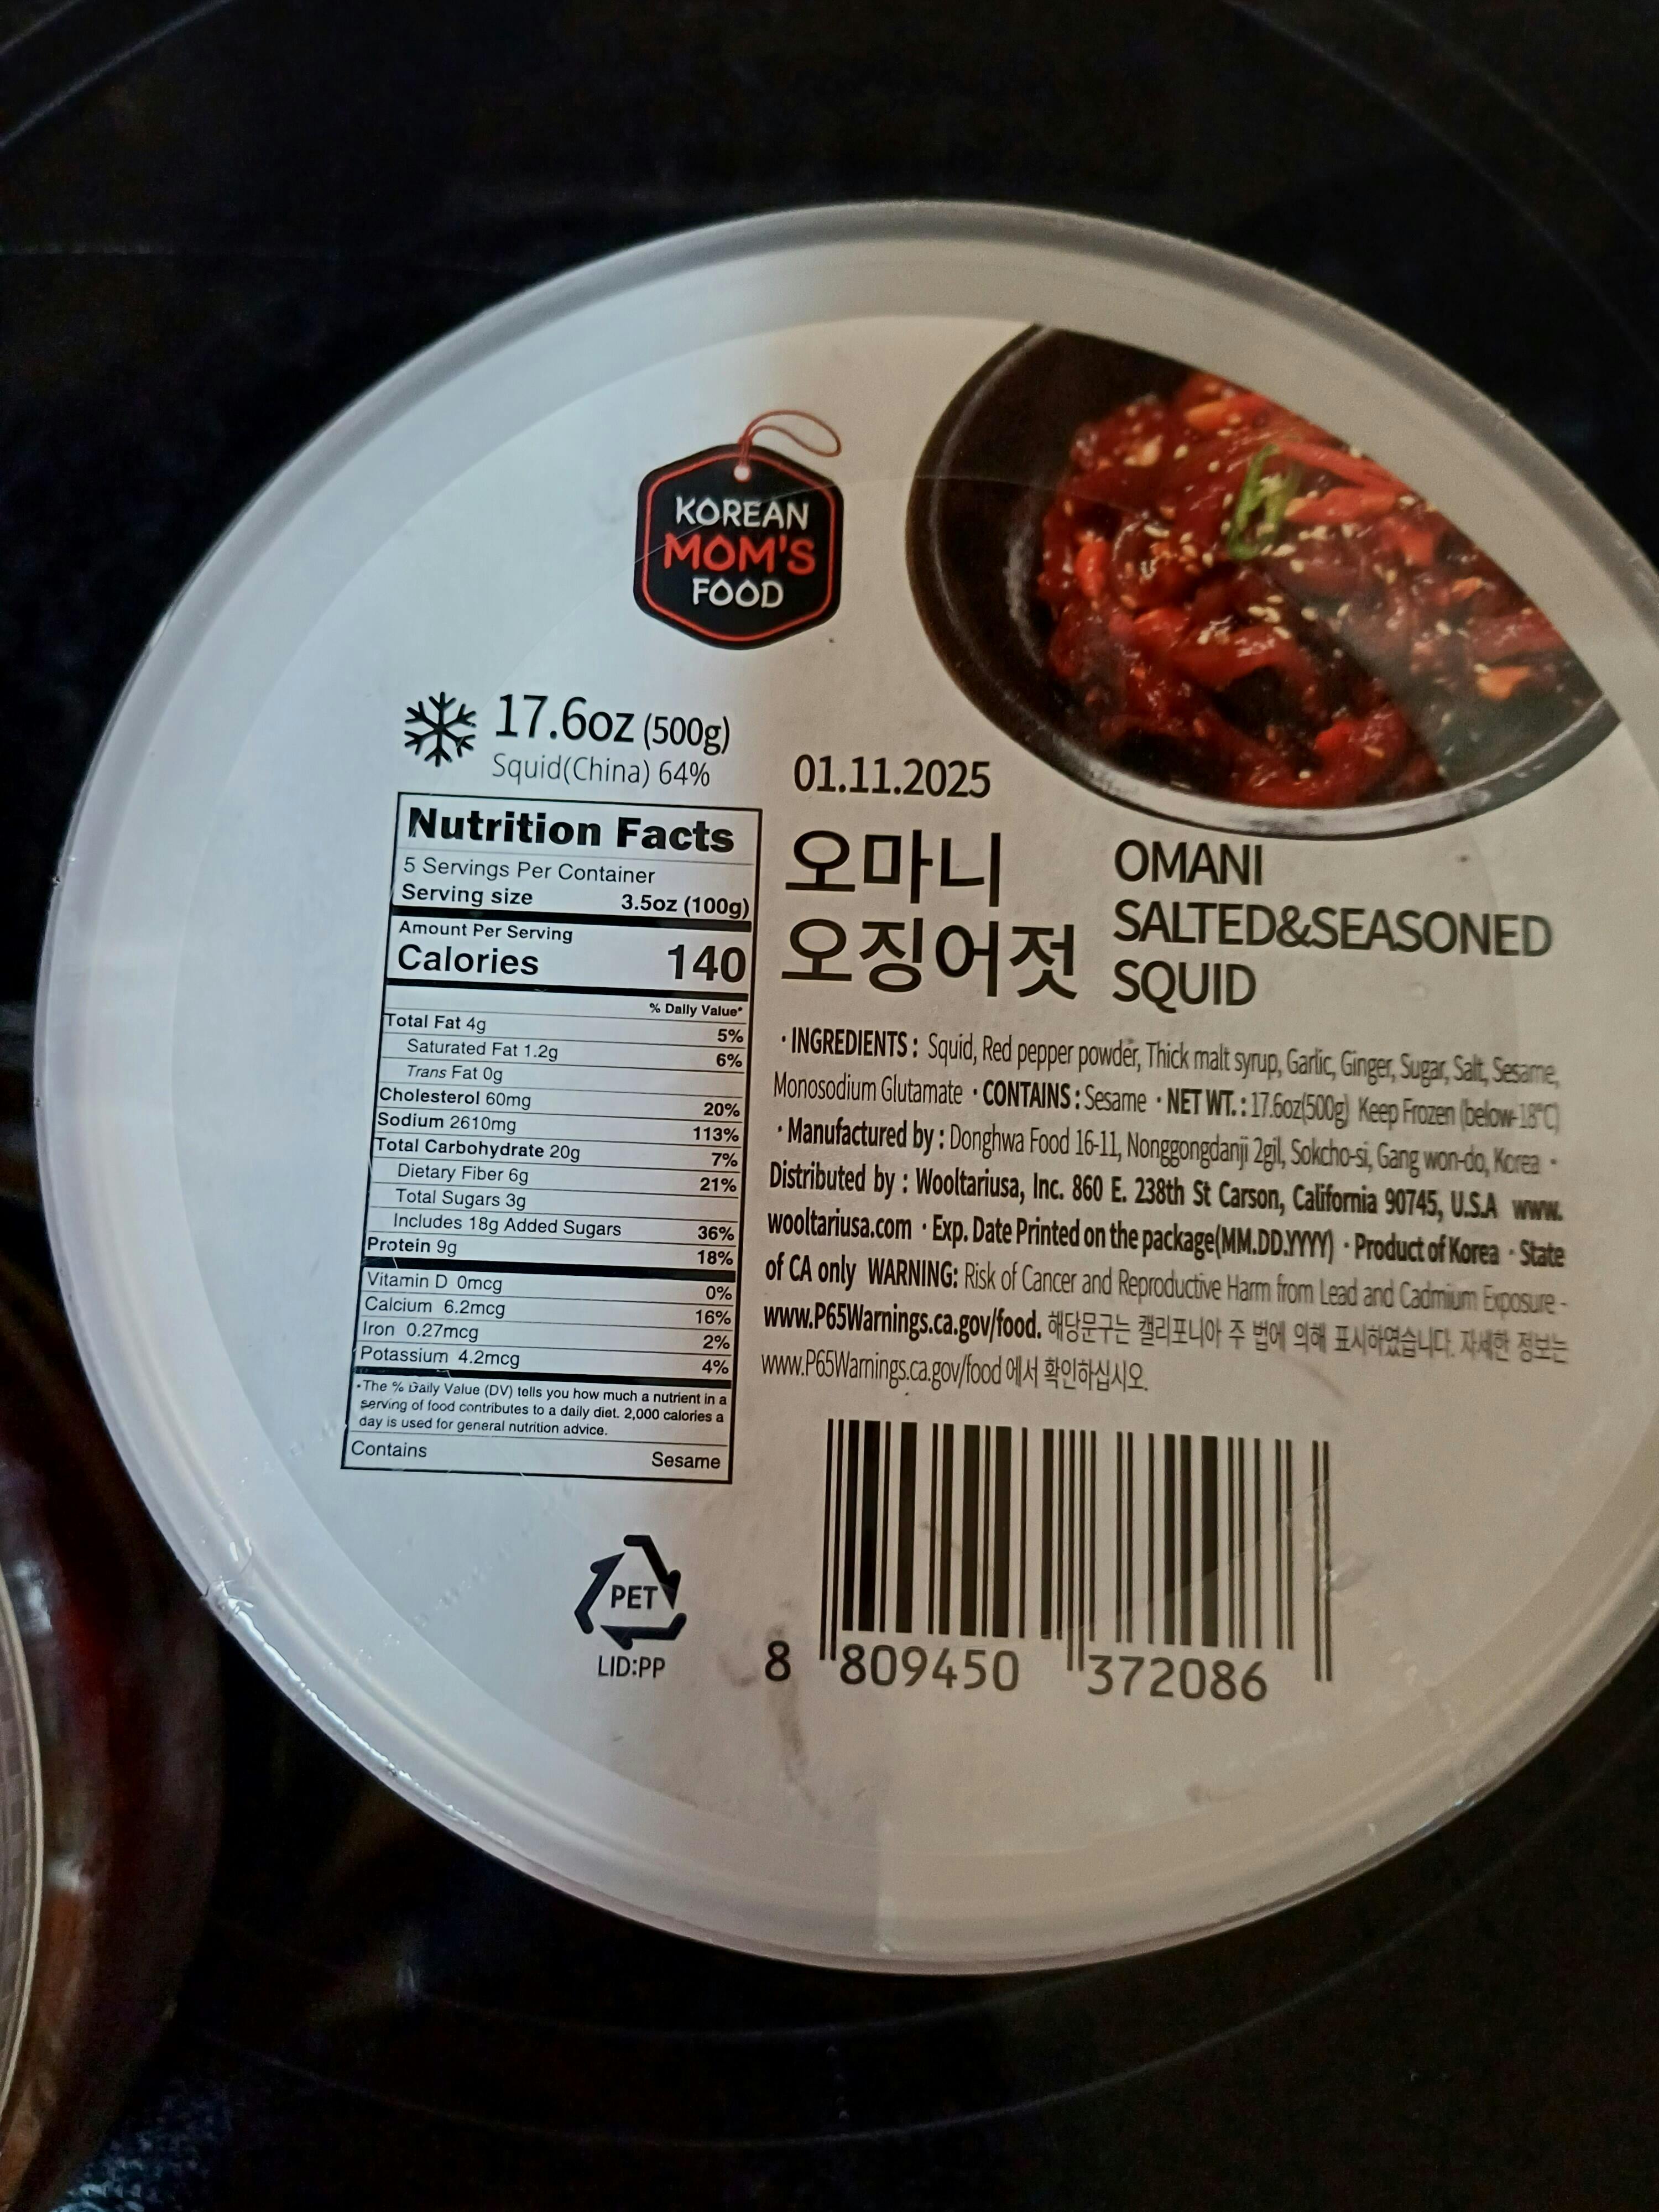 KOREAN
MOM'S
FOOD
17.6oz (500g)
Squid(China) 64%
Nutrition Facts
5 Servings Per Container
Serving size 3.5oz (100g)
Amount Per Serving
Calories 140
% Daily Value*
Total Fat 4g 5%
Saturated Fat 1.2g 6%
Trans Fat 0g
Cholesterol 60mg 20%
Sodium 2610mg 113%
Total Carbohydrate 20g 7%
Dietary Fiber 6g 21%
Total Sugars 3g
Includes 18g Added Sugars 36%
Protein 9g 18%
Vitamin D 0mcg 0%
Calcium 6.2mcg 16%
Iron 0.27mcg 2%
Potassium 4.2mcg 4%
•The % Daily Value (DV) tells you how much a nutrient in a
serving of food contributes to a daily diet. 2,000 calories a
day is used for general nutrition advice.
Contains Sesame
PET
LID:PP
01.11.2025
오마니
오징어젓
OMANI
SALTED&SEASONED
SQUID
· INGREDIENTS : Squid, Red pepper powder, Thick malt syrup, Garlic, Ginger, Sugar, Salt, Sesame,
Monosodium Glutamate · CONTAINS : Sesame · NET WT. : 17.6oz(500g) Keep Frozen (below-18°C)
· Manufactured by : Donghwa Food 16-11, Nonggongdanji 2gil, Sokcho-si, Gang won-do, Korea ·
Distributed by : Wooltariusa, Inc. 860 E. 238th St Carson, California 90745, U.S.A www.
wooltariusa.com · Exp. Date Printed on the package(MM.DD.YYYY) · Product of Korea · State
of CA only WARNING: Risk of Cancer and Reproductive Harm from Lead and Cadmium Exposure -
www.P65Warnings.ca.gov/food. 해당문구는 캘리포니아 주 법에 의해 표시하였습니다. 자세한 정보는
www.P65Warnings.ca.gov/food 에서 확인하십시오.
8 809450 372086